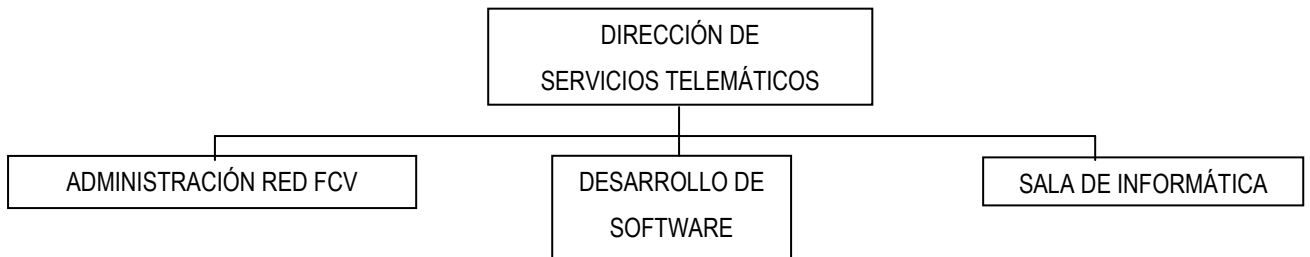 DIRECCIÓN DE
SERVICIOS TELEMÁTICOS
ADMINISTRACIÓN RED FCV
DESARROLLO DE
SOFTWARE
SALA DE INFORMÁTICA